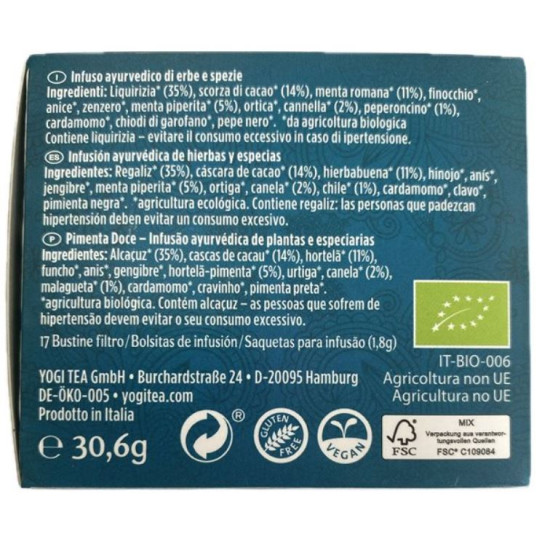 I Infuso ayurvedico di erbe e spezie
Ingredienti: Liquirizia* (35%), scorza di cacao* (14%), menta romana* (11%), finocchio*,
anice*, zenzero*, menta piperita* (5%), ortica*, cannella* (2%), peperoncino* (1%),
cardamomo*, chiodi di garofano*, pepe nero*. *da agricoltura biologica
Contiene liquirizia – evitare il consumo eccessivo in caso di ipertensione.
ES Infusión ayurvédica de hierbas y especias
Ingredientes: Regaliz* (35%), cáscara de cacao* (14%), hierbabuena* (11%), hinojo*, anís*,
jengibre*, menta piperita* (5%), ortiga*, canela* (2%), chile* (1%), cardamomo*, clavo*,
pimienta negra*. *agricultura ecológica. Contiene regaliz: las personas que padezcan
hipertensión deben evitar un consumo excesivo.
P Pimenta Doce – Infusão ayurvédica de plantas e especiarias
Ingredientes: Alcaçuz* (35%), cascas de cacau* (14%), hortelã* (11%),
funcho*, anis*, gengibre*, hortelã-pimenta* (5%), urtiga*, canela* (2%),
malagueta* (1%), cardamomo*, cravinho*, pimenta preta*.
*agricultura biológica. Contém alcaçuz – as pessoas que sofrem de
hipertensão devem evitar o seu consumo excessivo.
17 Bustine filtro/Bolsitas de infusión/Saquetas para infusão (1,8g)
YOGI TEA GmbH • Burchardstraße 24 • D-20095 Hamburg
DE-ÖKO-005 • yogitea.com
Prodotto in Italia
IT-BIO-006
Agricoltura non UE
Agricultura no UE
℮ 30,6g
®
GLUTEN FREE
VEGAN
FSC
MIX
Verpackung aus verantwor-
tungsvollen Quellen
FSC® C109084